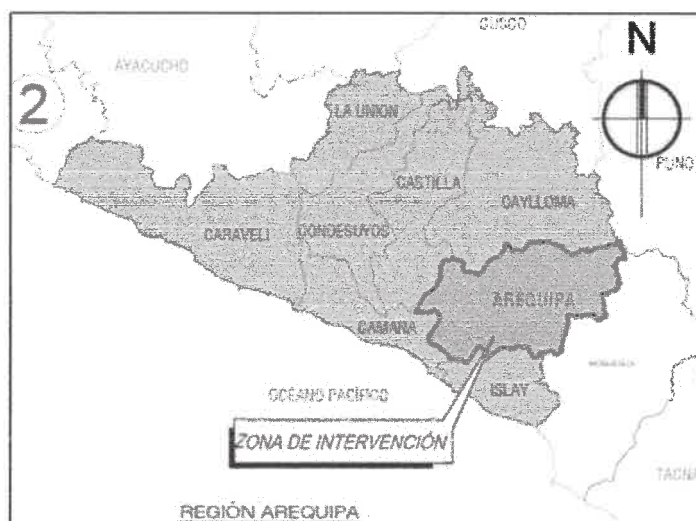 CUSCO
N
AYACUCHO
2
LA UNION
PUNO
CASTILLA
CAYLLOMA
CARAVELI
CONDESUYOS
AREQUIPA
CAMANA
OCÉANO PACÍFICO
ISLAY
ZONA DE INTERVENCIÓN
TACNA
REGIÓN AREQUIPA